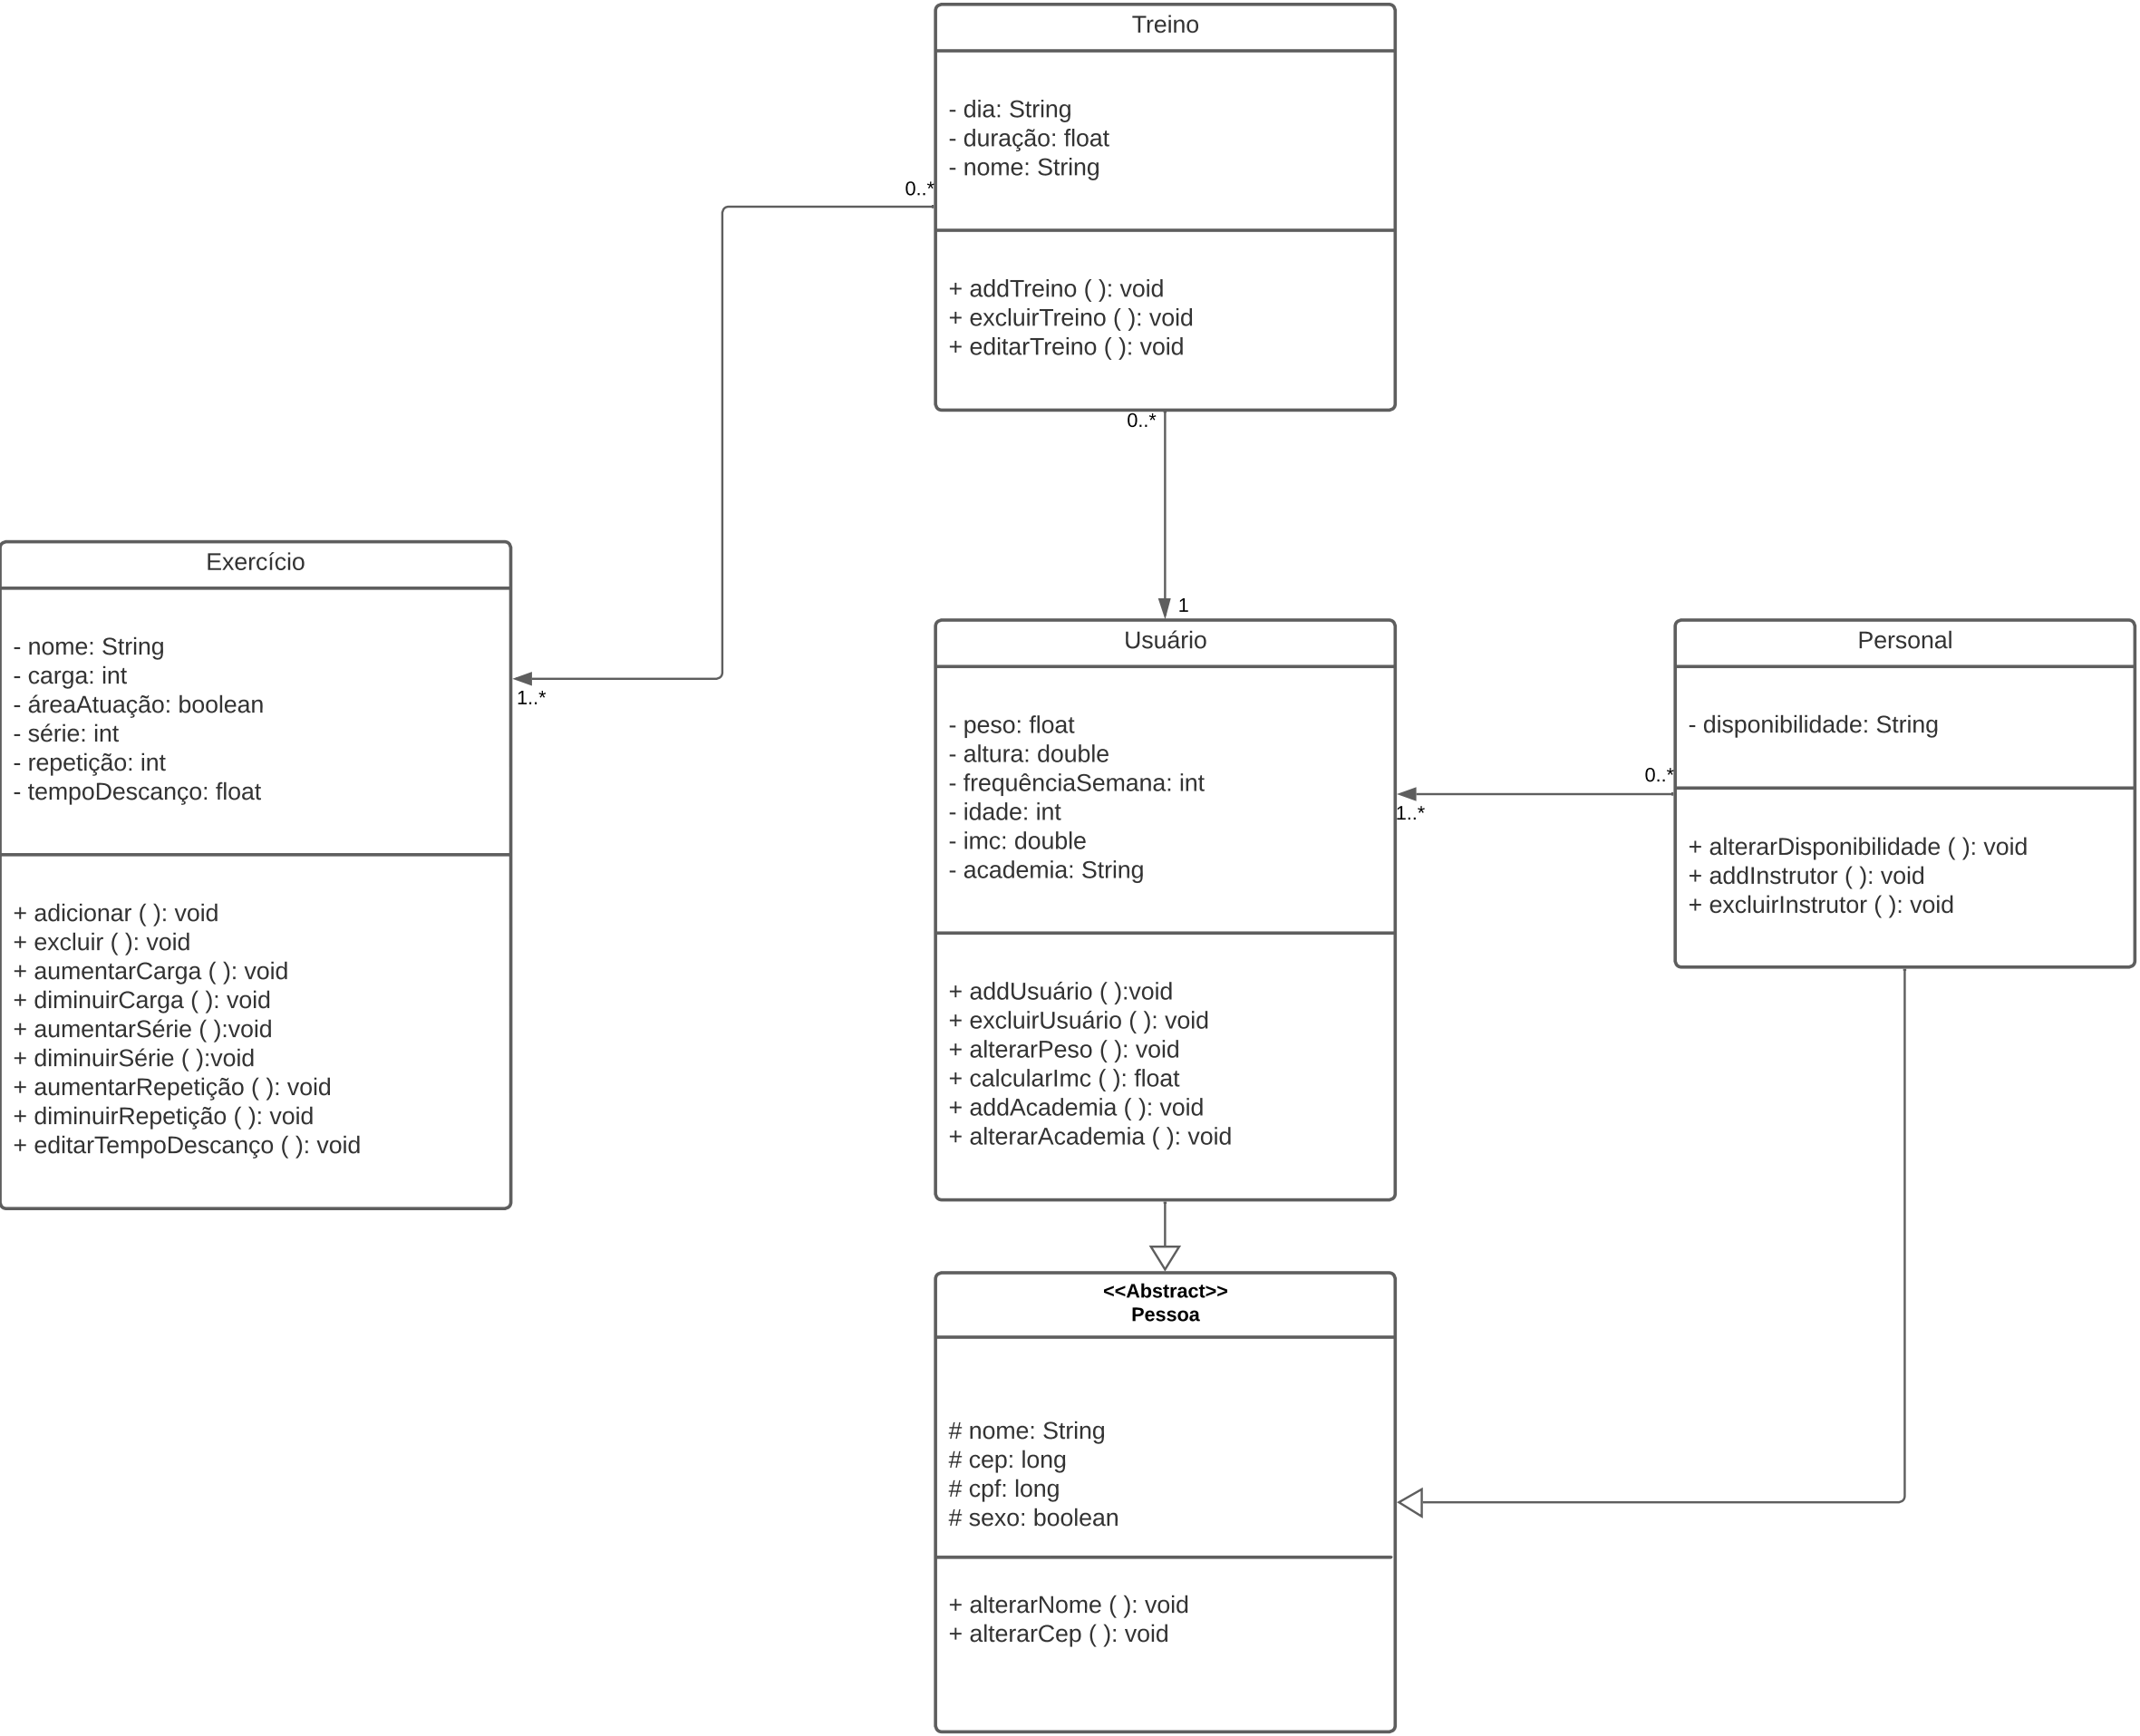 Treino
- dia: String
- duração: float
- nome: String
0..*
+ addTreino ( ): void
+ excluirTreino ( ): void
+ editarTreino ( ): void
0..*
1
Exercício
- nome: String
- carga: int
- áreaAtuação: boolean
- série: int
- repetição: int
- tempoDescanço: float
1..*
+ adicionar ( ): void
+ excluir ( ): void
+ aumentarCarga ( ): void
+ diminuirCarga ( ): void
+ aumentarSérie ( ):void
+ diminuirSérie ( ):void
+ aumentarRepetição ( ): void
+ diminuirRepetição ( ): void
+ editarTempoDescanço ( ): void
Usuário
- peso: float
- altura: double
- frequênciaSemana: int
- idade: int
- imc: double
- academia: String
+ addUsuário ( ):void
+ excluirUsuário ( ): void
+ alterarPeso ( ): void
+ calcularImc ( ): float
+ addAcademia ( ): void
+ alterarAcademia ( ): void
1..*
0..*
Personal
- disponibilidade: String
+ alterarDisponibilidade ( ): void
+ addInstrutor ( ): void
+ excluirInstrutor ( ): void
<<Abstract>>
Pessoa
# nome: String
# cep: long
# cpf: long
# sexo: boolean
+ alterarNome ( ): void
+ alterarCep ( ): void